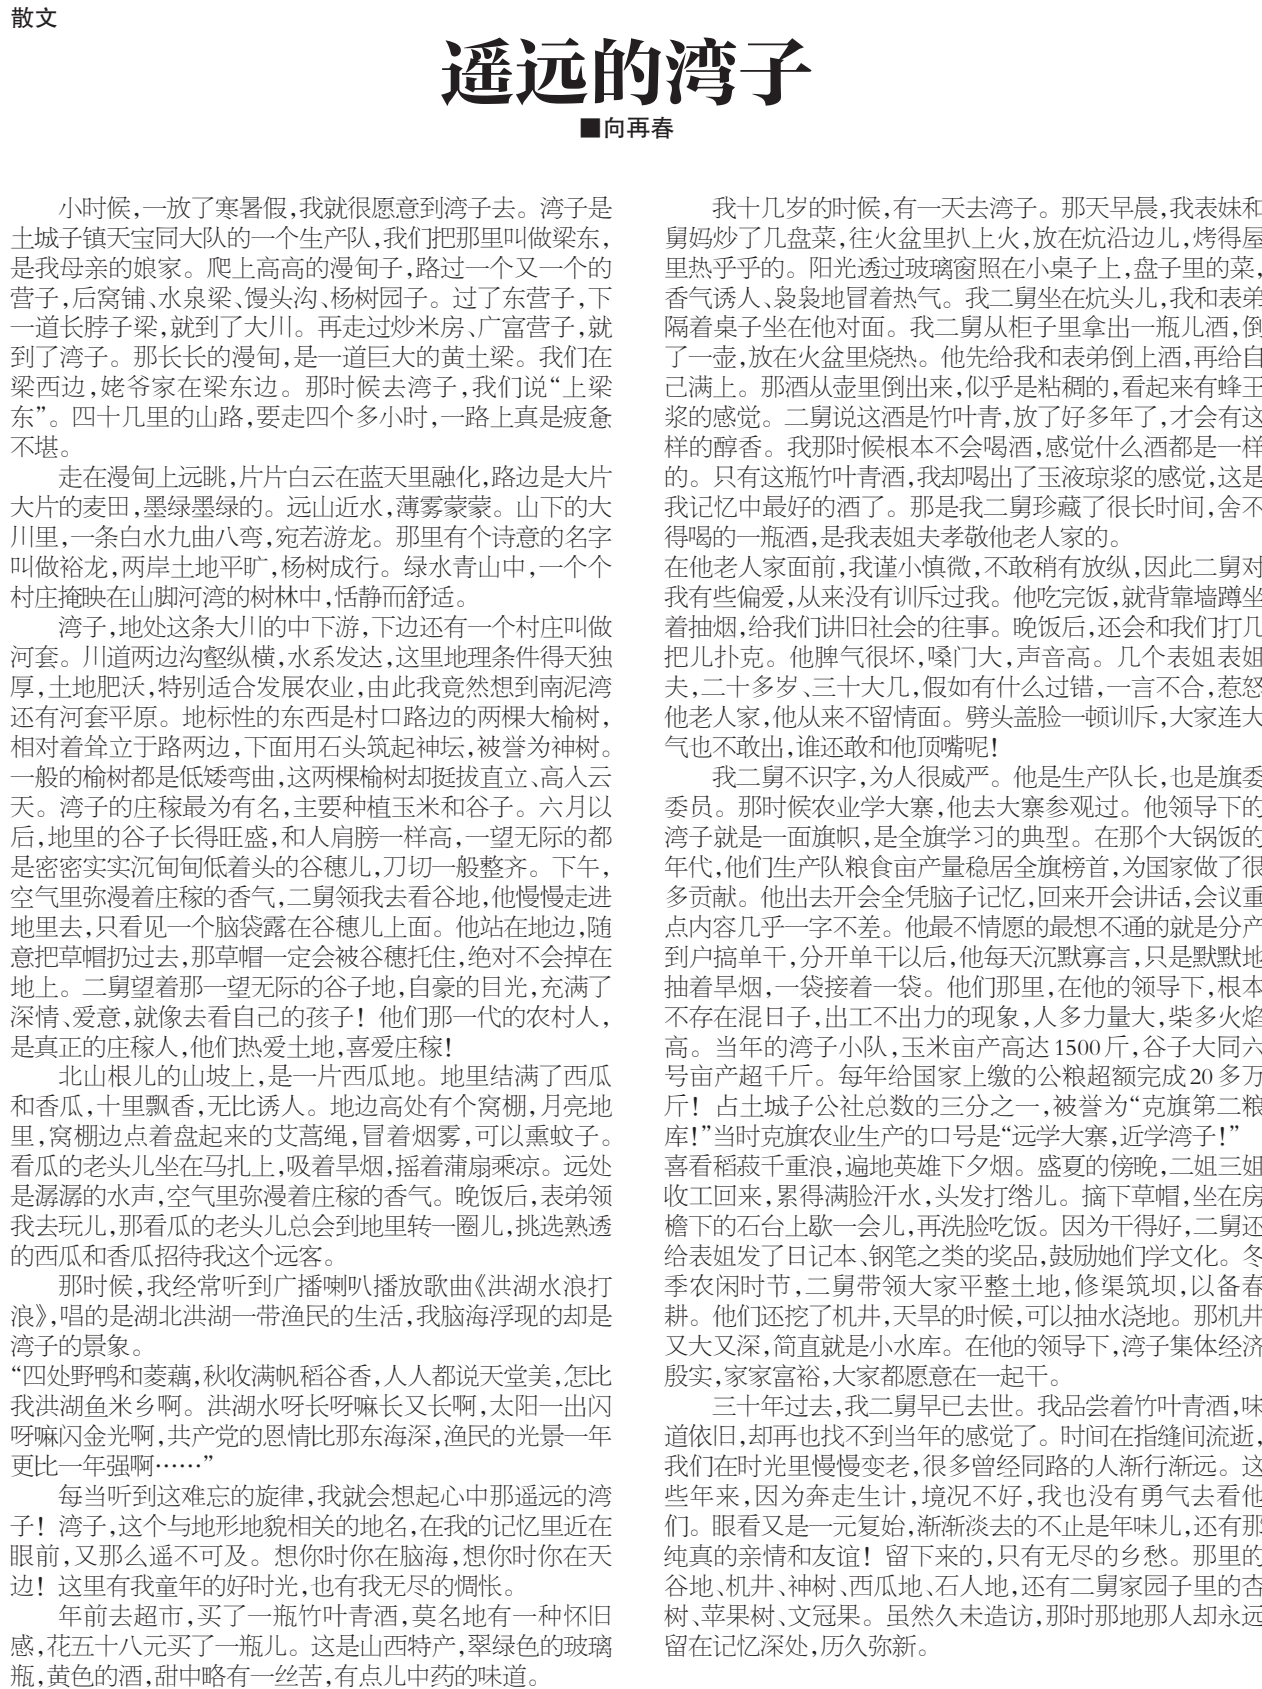 散文
遥远的湾子
■向再春
小时候,一放了寒暑假,我就很愿意到湾子去。湾子是
土城子镇天宝同大队的一个生产队,我们把那里叫做梁东,
是我母亲的娘家。爬上高高的漫甸子,路过一个又一个的
营子,后窝铺、水泉梁、馒头沟、杨树园子。过了东营子,下
一道长脖子梁,就到了大川。再走过炒米房、广富营子,就
到了湾子。那长长的漫甸,是一道巨大的黄土梁。我们在
梁西边,姥爷家在梁东边。那时候去湾子,我们说“上梁
东”。四十几里的山路,要走四个多小时,一路上真是疲惫
不堪。
走在漫甸上远眺,片片白云在蓝天里融化,路边是大片
大片的麦田,墨绿墨绿的。远山近水,薄雾蒙蒙。山下的大
川里,一条白水九曲八弯,宛若游龙。那里有个诗意的名字
叫做裕龙,两岸土地平旷,杨树成行。绿水青山中,一个个
村庄掩映在山脚河湾的树林中,恬静而舒适。
湾子,地处这条大川的中下游,下边还有一个村庄叫做
河套。川道两边沟壑纵横,水系发达,这里地理条件得天独
厚,土地肥沃,特别适合发展农业,由此我竟然想到南泥湾
还有河套平原。地标性的东西是村口路边的两棵大榆树,
相对着耸立于路两边,下面用石头筑起神坛,被誉为神树。
一般的榆树都是低矮弯曲,这两棵榆树却挺拔直立、高入云
天。湾子的庄稼最为有名,主要种植玉米和谷子。六月以
后,地里的谷子长得旺盛,和人肩膀一样高,一望无际的都
是密密实实沉甸甸低着头的谷穗儿,刀切一般整齐。下午,
空气里弥漫着庄稼的香气,二舅领我去看谷地,他慢慢走进
地里去,只看见一个脑袋露在谷穗儿上面。他站在地边,随
意把草帽扔过去,那草帽一定会被谷穗托住,绝对不会掉在
地上。二舅望着那一望无际的谷子地,自豪的目光,充满了
深情、爱意,就像去看自己的孩子!他们那一代的农村人,
是真正的庄稼人,他们热爱土地,喜爱庄稼!
北山根儿的山坡上,是一片西瓜地。地里结满了西瓜
和香瓜,十里飘香,无比诱人。地边高处有个窝棚,月亮地
里,窝棚边点着盘起来的艾蒿绳,冒着烟雾,可以熏蚊子。
看瓜的老头儿坐在马扎上,吸着旱烟,摇着蒲扇乘凉。远处
是潺潺的水声,空气里弥漫着庄稼的香气。晚饭后,表弟领
我去玩儿,那看瓜的老头儿总会到地里转一圈儿,挑选熟透
的西瓜和香瓜招待我这个远客。
那时候,我经常听到广播喇叭播放歌曲《洪湖水浪打
浪》,唱的是湖北洪湖一带渔民的生活,我脑海浮现的却是
湾子的景象。
“四处野鸭和菱藕,秋收满帆稻谷香,人人都说天堂美,怎比
我洪湖鱼米乡啊。洪湖水呀长呀嘛长又长啊,太阳一出闪
呀嘛闪金光啊,共产党的恩情比那东海深,渔民的光景一年
更比一年强啊……”
每当听到这难忘的旋律,我就会想起心中那遥远的湾
子!湾子,这个与地形地貌相关的地名,在我的记忆里近在
眼前,又那么遥不可及。想你时你在脑海,想你时你在天
边!这里有我童年的好时光,也有我无尽的惆怅。
年前去超市,买了一瓶竹叶青酒,莫名地有一种怀旧
感,花五十八元买了一瓶儿。这是山西特产,翠绿色的玻璃
瓶,黄色的酒,甜中略有一丝苦,有点儿中药的味道。
我十几岁的时候,有一天去湾子。那天早晨,我表妹和
舅妈炒了几盘菜,往火盆里扒上火,放在炕沿边儿,烤得屋
里热乎乎的。阳光透过玻璃窗照在小桌子上,盘子里的菜,
香气诱人、袅袅地冒着热气。我二舅坐在炕头儿,我和表弟
隔着桌子坐在他对面。我二舅从柜子里拿出一瓶儿酒,倒
了一壶,放在火盆里烧热。他先给我和表弟倒上酒,再给自
己满上。那酒从壶里倒出来,似乎是粘稠的,看起来有蜂王
浆的感觉。二舅说这酒是竹叶青,放了好多年了,才会有这
样的醇香。我那时候根本不会喝酒,感觉什么酒都是一样
的。只有这瓶竹叶青酒,我却喝出了玉液琼浆的感觉,这是
我记忆中最好的酒了。那是我二舅珍藏了很长时间,舍不
得喝的一瓶酒,是我表姐夫孝敬他老人家的。
在他老人家面前,我谨小慎微,不敢稍有放纵,因此二舅对
我有些偏爱,从来没有训斥过我。他吃完饭,就背靠墙蹲坐
着抽烟,给我们讲旧社会的往事。晚饭后,还会和我们打几
把儿扑克。他脾气很坏,嗓门大,声音高。几个表姐表姐
夫,二十多岁、三十大几,假如有什么过错,一言不合,惹怒
他老人家,他从来不留情面。劈头盖脸一顿训斥,大家连大
气也不敢出,谁还敢和他顶嘴呢!
我二舅不识字,为人很威严。他是生产队长,也是旗委
委员。那时候农业学大寨,他去大寨参观过。他领导下的
湾子就是一面旗帜,是全旗学习的典型。在那个大锅饭的
年代,他们生产队粮食亩产量稳居全旗榜首,为国家做了很
多贡献。他出去开会全凭脑子记忆,回来开会讲话,会议重
点内容几乎一字不差。他最不情愿的最想不通的就是分产
到户搞单干,分开单干以后,他每天沉默寡言,只是默默地
抽着旱烟,一袋接着一袋。他们那里,在他的领导下,根本
不存在混日子,出工不出力的现象,人多力量大,柴多火焰
高。当年的湾子小队,玉米亩产高达1500斤,谷子大同六
号亩产超千斤。每年给国家上缴的公粮超额完成20多万
斤!占土城子公社总数的三分之一,被誉为“克旗第二粮
库!”当时克旗农业生产的口号是“远学大寨,近学湾子!”
喜看稻菽千重浪,遍地英雄下夕烟。盛夏的傍晚,二姐三姐
收工回来,累得满脸汗水,头发打绺儿。摘下草帽,坐在房
檐下的石台上歇一会儿,再洗脸吃饭。因为干得好,二舅还
给表姐发了日记本、钢笔之类的奖品,鼓励她们学文化。冬
季农闲时节,二舅带领大家平整土地,修渠筑坝,以备春
耕。他们还挖了机井,天旱的时候,可以抽水浇地。那机井
又大又深,简直就是小水库。在他的领导下,湾子集体经济
殷实,家家富裕,大家都愿意在一起干。
三十年过去,我二舅早已去世。我品尝着竹叶青酒,味
道依旧,却再也找不到当年的感觉了。时间在指缝间流逝,
我们在时光里慢慢变老,很多曾经同路的人渐行渐远。这
些年来,因为奔走生计,境况不好,我也没有勇气去看他
们。眼看又是一元复始,渐渐淡去的不止是年味儿,还有那
纯真的亲情和友谊!留下来的,只有无尽的乡愁。那里的
谷地、机井、神树、西瓜地、石人地,还有二舅家园子里的杏
树、苹果树、文冠果。虽然久未造访,那时那地那人却永远
留在记忆深处,历久弥新。